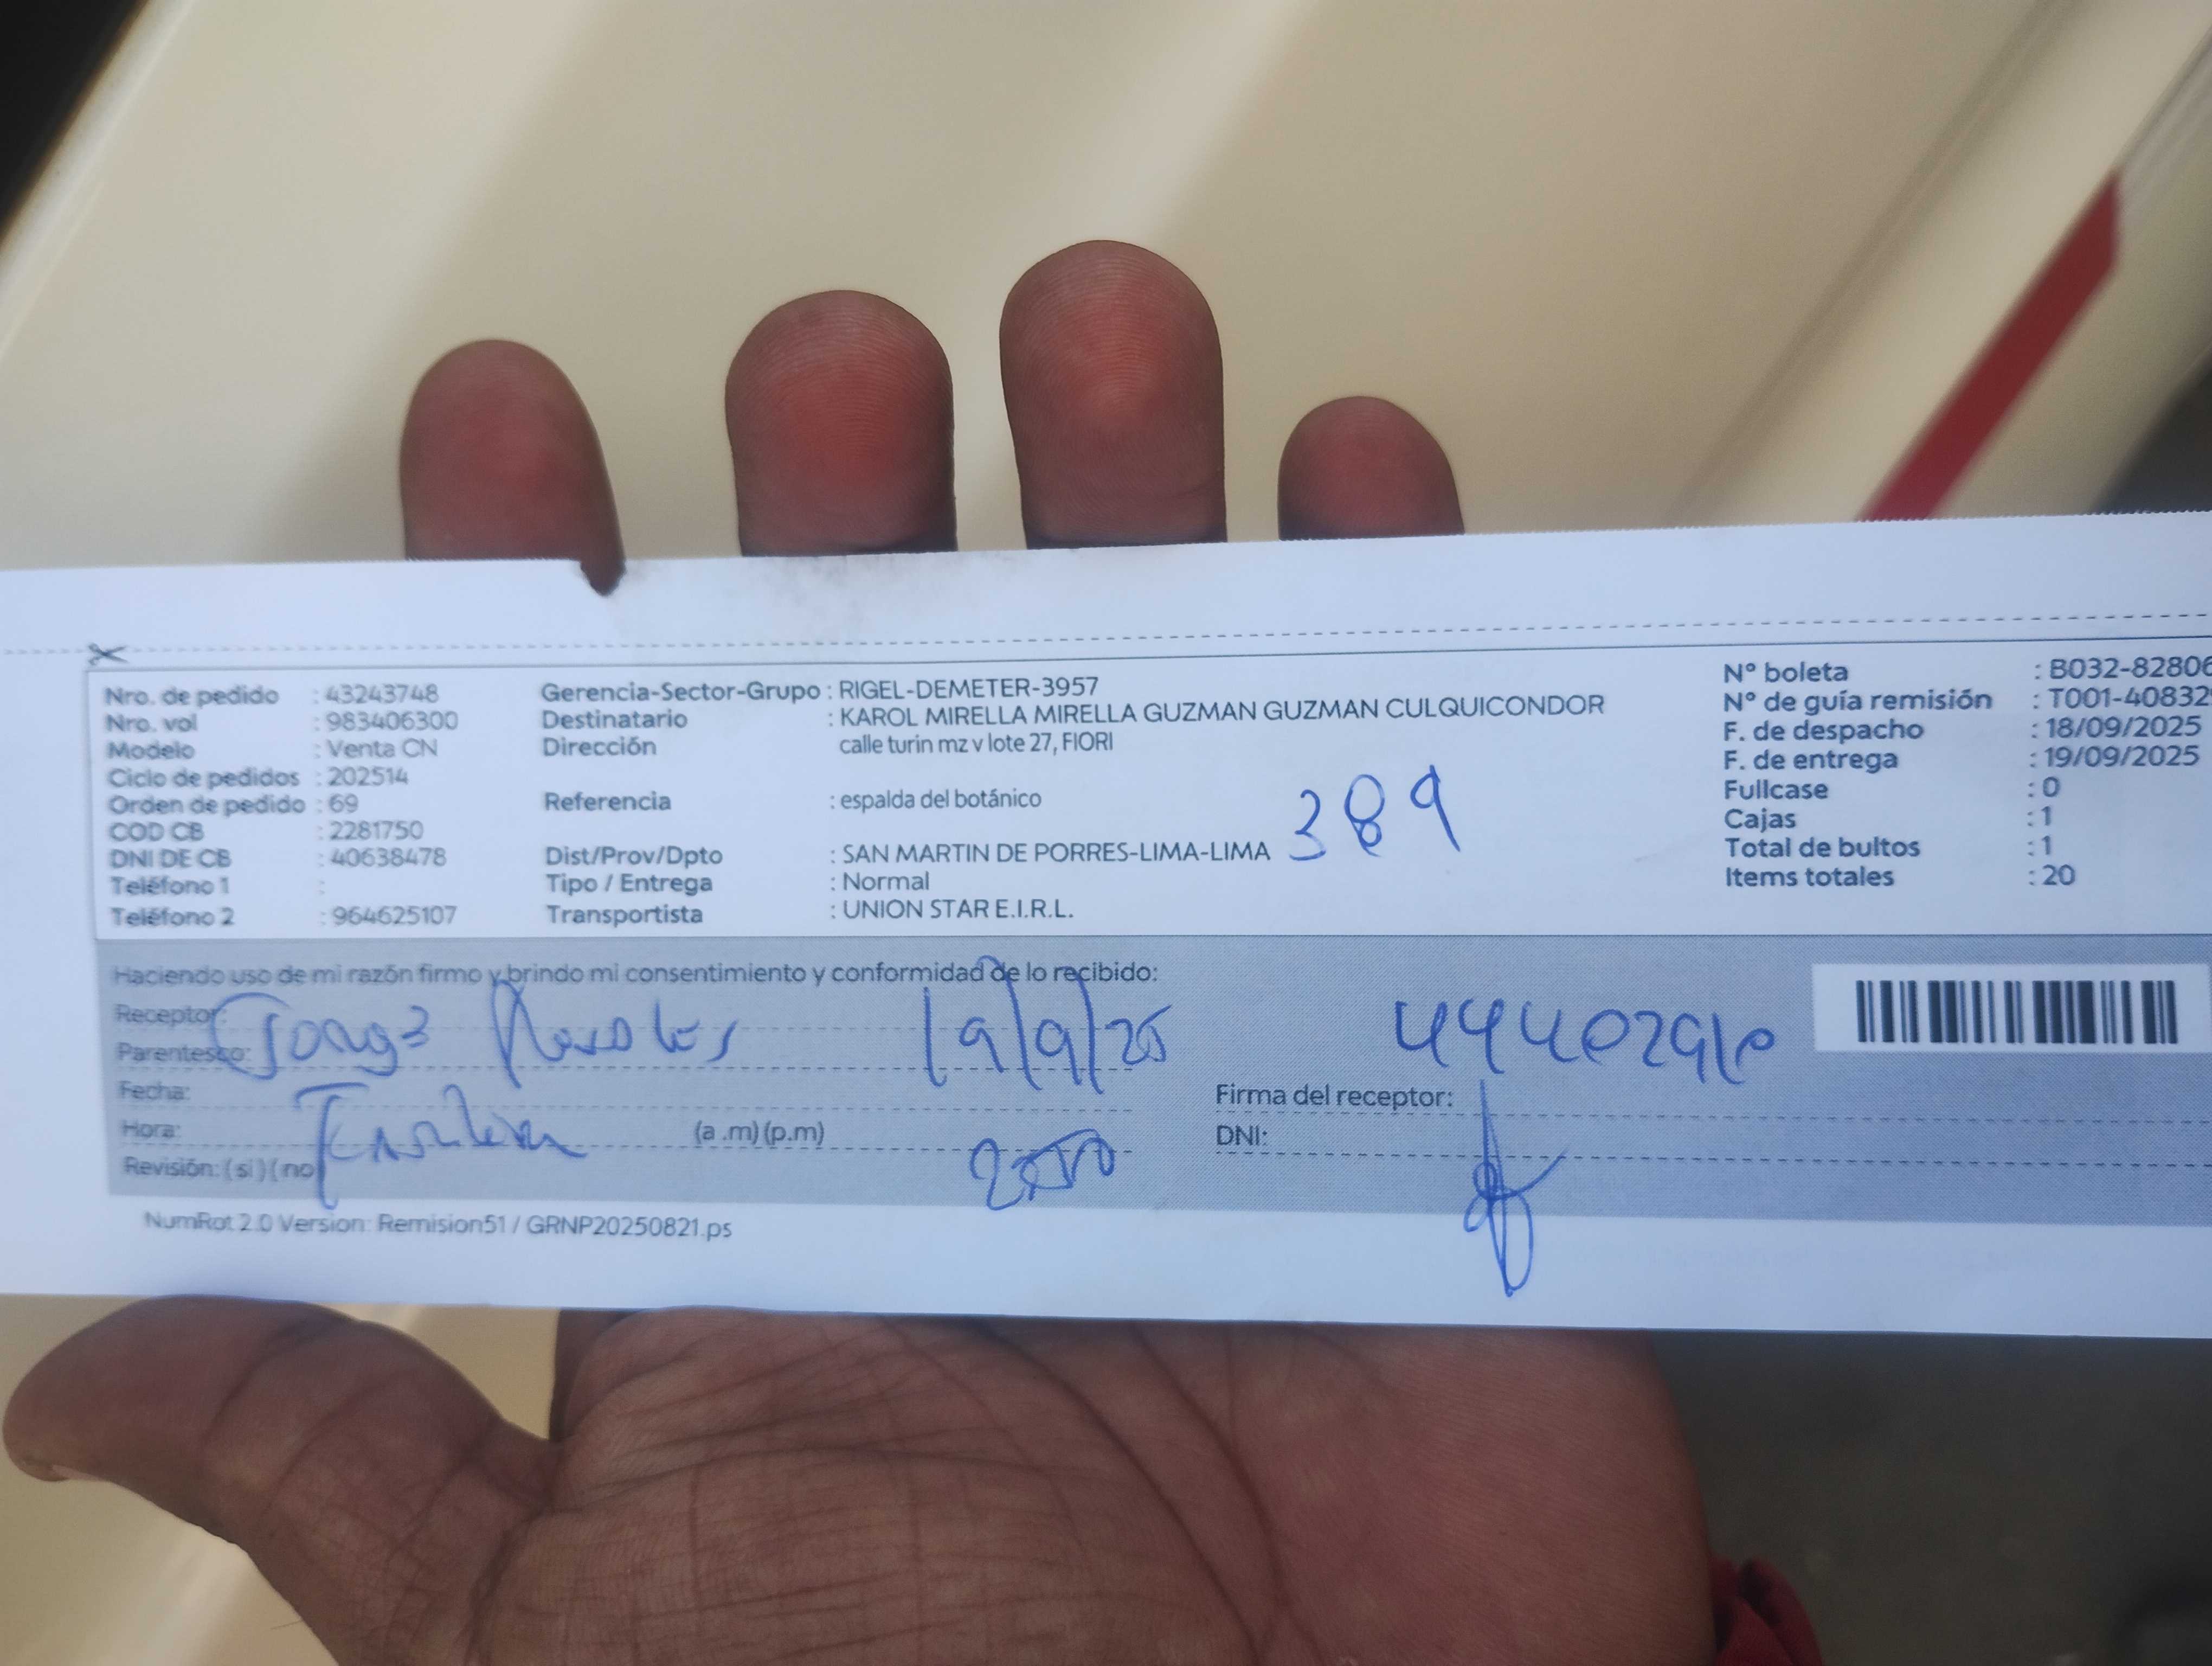 Nro. de pedido : 43243748
Nro. vol : 983406300
Modelo : Venta CN
Ciclo de pedidos : 202514
Orden de pedido : 69
COD CB : 2281750
DNI DE CB : 40638478
Teléfono 1 :
Teléfono 2 : 964625107
Gerencia-Sector-Grupo : RIGEL-DEMETER-3957
Destinatario : KAROL MIRELLA MIRELLA GUZMAN GUZMAN CULQUICONDOR
Dirección calle turin mz v lote 27, FIORI
Referencia : espalda del botánico
389
Dist/Prov/Dpto : SAN MARTIN DE PORRES-LIMA-LIMA
Tipo / Entrega : Normal
Transportista : UNION STAR E.I.R.L.
N° boleta : B032-82806
N° de guía remisión : T001-40832
F. de despacho : 18/09/2025
F. de entrega : 19/09/2025
Fullcase : 0
Cajas : 1
Total de bultos : 1
Items totales : 20
Haciendo uso de mi razón firmo y brindo mi consentimiento y conformidad de lo recibido:
Receptor:
Parentesco:
19/9/25
Fecha:
Hora: (a .m) (p.m)
Revisión: (si) (no
Firma del receptor:
DNI:
NumRot 2.0 Version: Remision51 / GRNP20250821.ps